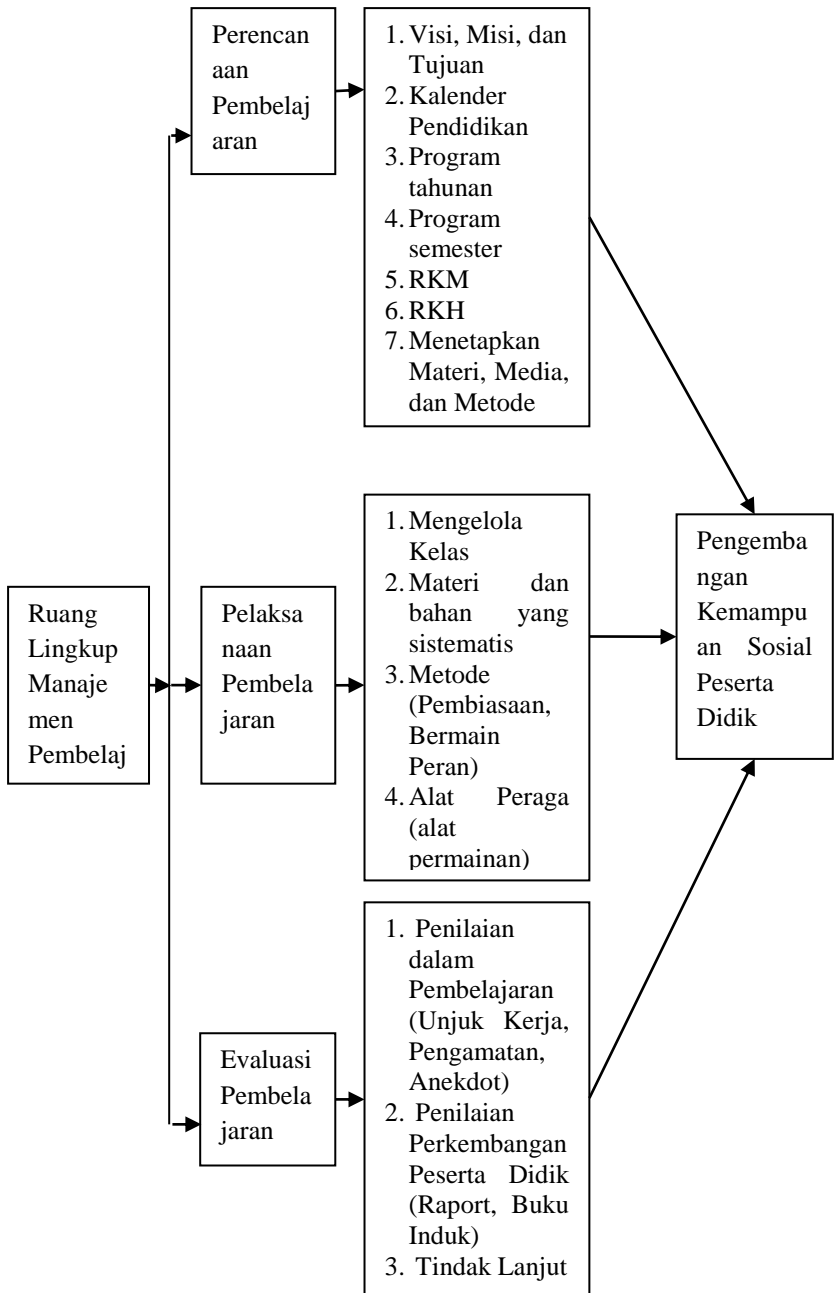 Perencan
aan
Pembelaj
aran
1. Visi, Misi, dan
Tujuan
2. Kalender
Pendidikan
3. Program
tahunan
4. Program
semester
5. RKM
6. RKH
7. Menetapkan
Materi, Media,
dan Metode
Ruang
Lingkup
Manaje
men
Pembelaj
Pelaksa
naan
Pembela
jaran
1. Mengelola
Kelas
2. Materi dan
bahan yang
sistematis
3. Metode
(Pembiasaan,
Bermain
Peran)
4. Alat Peraga
(alat
permainan)
Pengemba
ngan
Kemampu
an Sosial
Peserta
Didik
Evaluasi
Pembela
jaran
1. Penilaian
dalam
Pembelajaran
(Unjuk Kerja,
Pengamatan,
Anekdot)
2. Penilaian
Perkembangan
Peserta Didik
(Raport, Buku
Induk)
3. Tindak Lanjut